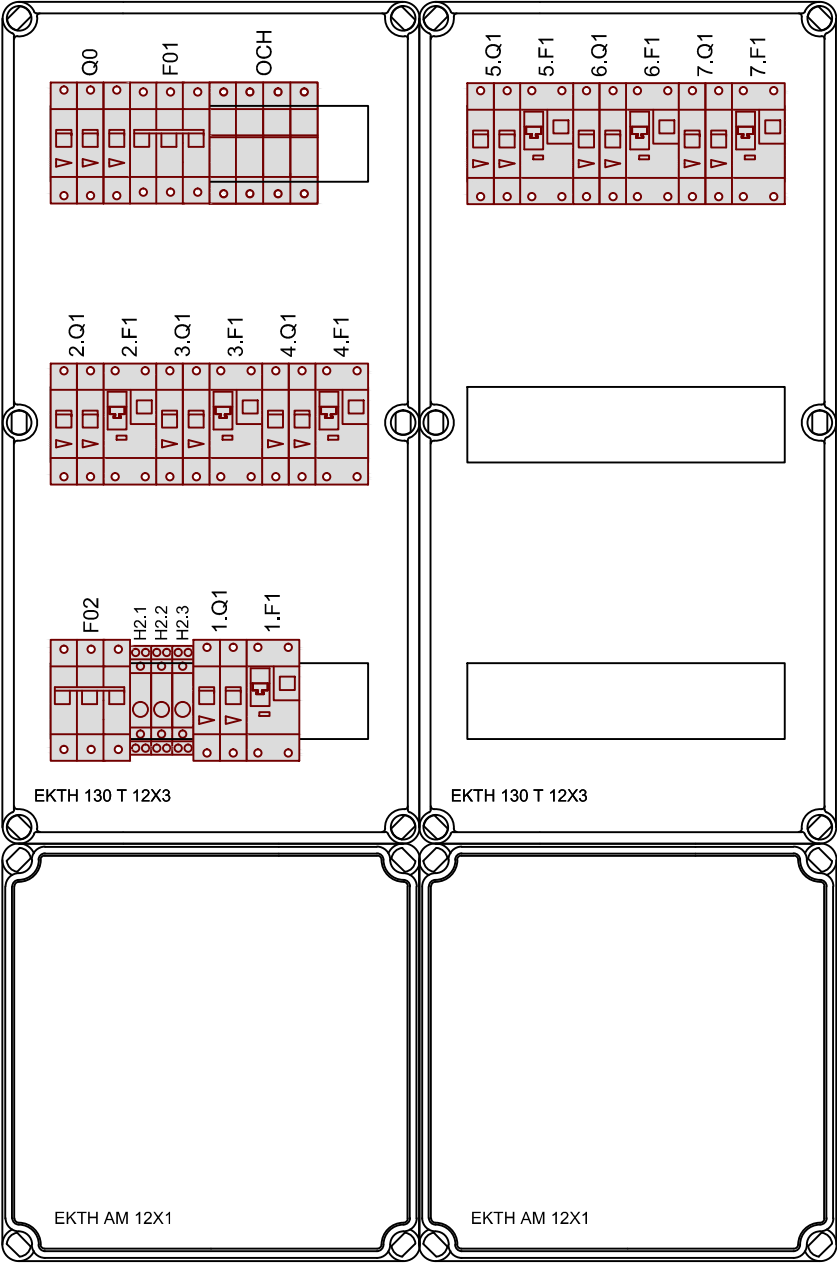 Q0 F01 OCH
5.Q1 5.F1 6.Q1 6.F1 7.Q1 7.F1
2.Q1 2.F1 3.Q1 3.F1 4.Q1 4.F1
F02 H2.1 H2.2 H2.3 1.Q1 1.F1
EKTH 130 T 12X3
EKTH 130 T 12X3
EKTH AM 12X1
EKTH AM 12X1